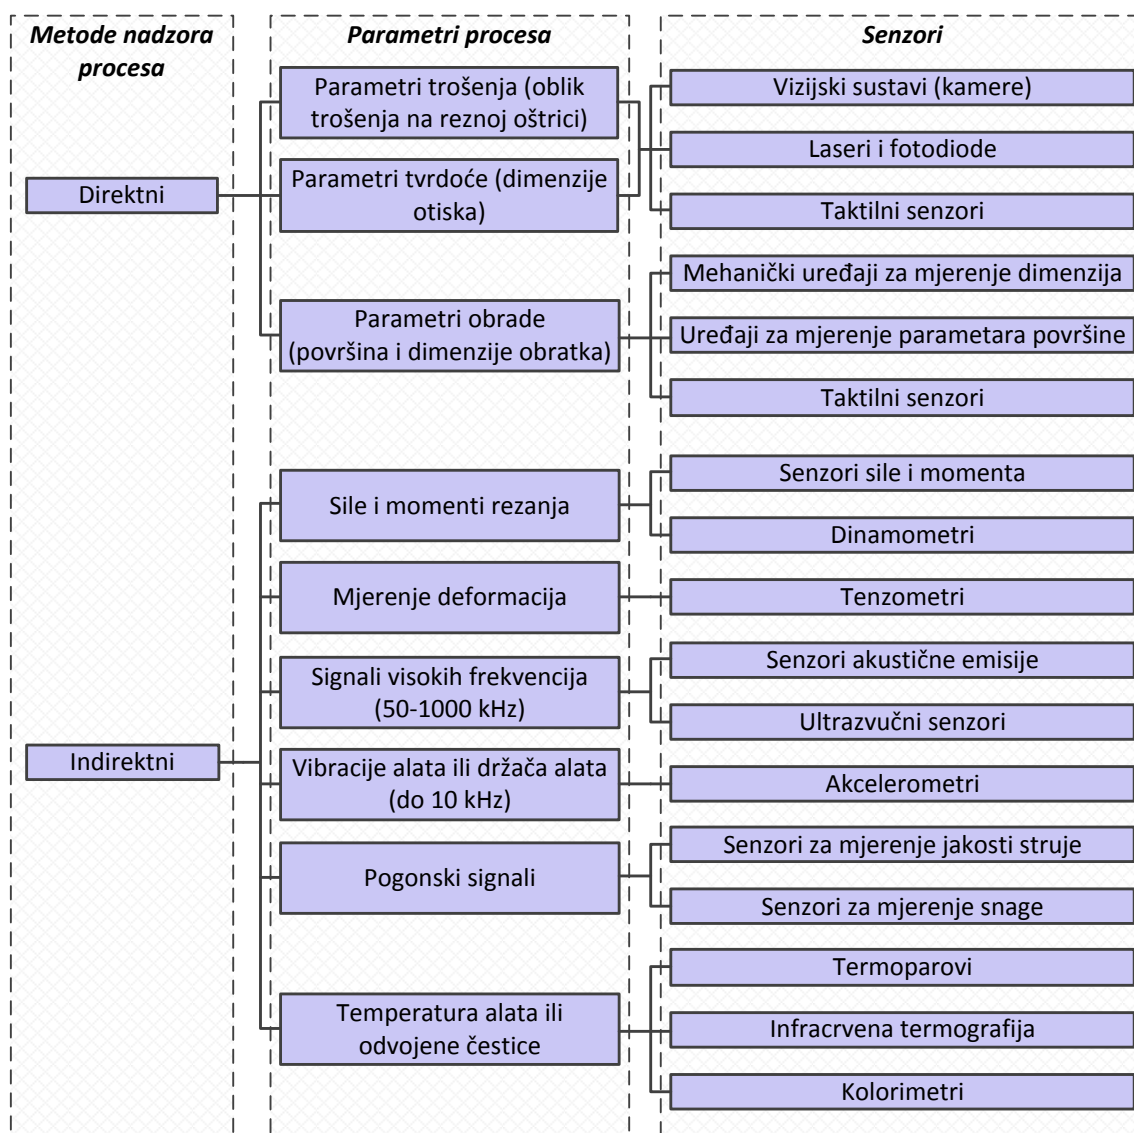 Metode nadzora
procesa
Parametri procesa
Senzori
Direktni
Parametri trošenja (oblik
trošenja na reznoj oštrici)
Parametri tvrdoće (dimenzije
otiska)
Vizijski sustavi (kamere)
Laseri i fotodiode
Taktilni senzori
Parametri obrade
(površina i dimenzije obratka)
Mehanički uređaji za mjerenje dimenzija
Uređaji za mjerenje parametara površine
Taktilni senzori
Indirektni
Sile i momenti rezanja
Senzori sile i momenta
Dinamometri
Mjerenje deformacija
Tenzometri
Signali visokih frekvencija
(50-1000 kHz)
Senzori akustične emisije
Ultrazvučni senzori
Vibracije alata ili držača alata
(do 10 kHz)
Akcelerometri
Pogonski signali
Senzori za mjerenje jakosti struje
Senzori za mjerenje snage
Temperatura alata ili
odvojene čestice
Termoparovi
Infracrvena termografija
Kolorimetri